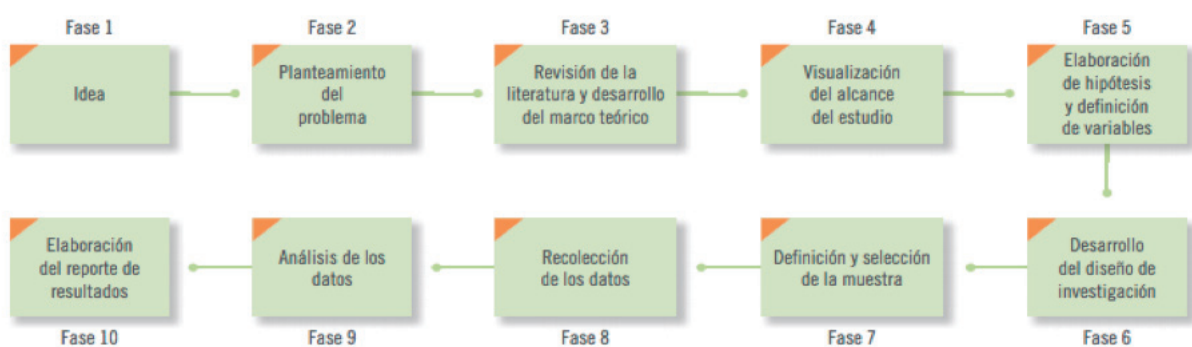 Fase 1
Idea
Fase 2
Planteamiento
del
problema
Fase 3
Revisión de la
literatura y desarrollo
del marco teórico
Fase 4
Visualización
del alcance
del estudio
Fase 5
Elaboración
de hipótesis
y definición
de variables
Desarrollo
del diseño de
investigación
Fase 6
Definición y selección
de la muestra
Fase 7
Recolección
de los datos
Fase 8
Análisis de los
datos
Fase 9
Elaboración
del reporte de
resultados
Fase 10